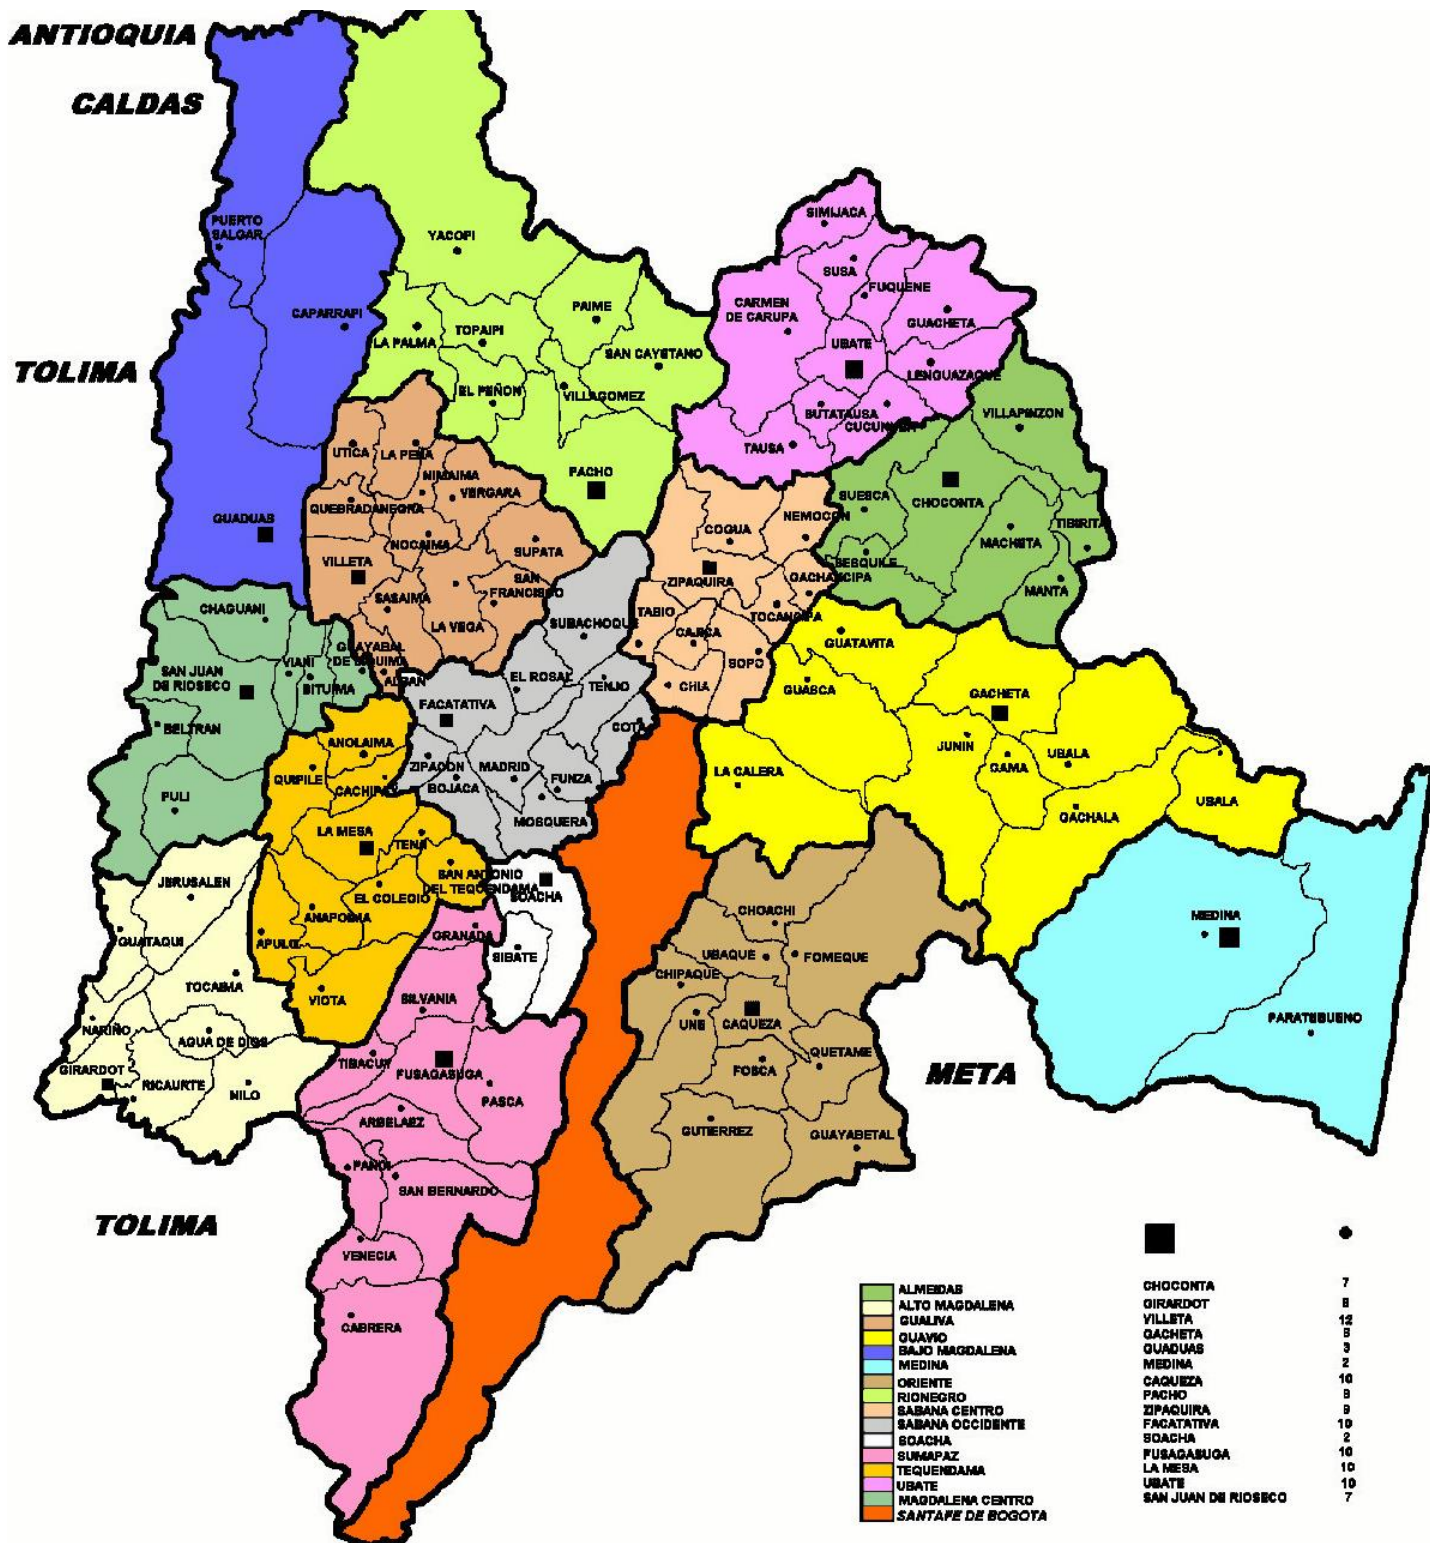 ANTIOQUIA
CALDAS
TOLIMA
PUERTO
SALGAR
CAPARRAPI
GUADUAS
YACOPI
PAIME
LA PALMA
TOPAIPI
SAN CAYETANO
EL PEÑON
VILLAGOMEZ
PACHO
SIMIJACA
SUSA
FUQUENE
CARMEN
DE CARUPA
GUACHETA
UBATE
LENGUAZAQUE
BUTATAUSA
TAUSA
VILLAPINZON
SUESCA
CHOCONTA
TIBIRITA
MACHETA
SESQUILE
MANTA
UTICA
LA PEÑA
NIMAIMA
VERGARA
QUEBRADANEGRA
NOCAIMA
SUPATA
VILLETA
SAN
FRANCISCO
SASAIMA
LA VEGA
GUAYABAL
DE SIQUIMA
ALBAN
NEMOCON
COGUA
ZIPAQUIRA
GACHANCIPA
TABIO
TOCANCIPA
CAJICA
SOPO
CHIA
CHAGUANI
SAN JUAN
DE RIOSECO
VIANI
BITUIMA
BELTRAN
PULI
SUBACHOQUE
EL ROSAL
TENJO
FACATATIVA
COTA
ZIPACON
MADRID
FUNZA
BOJACA
MOSQUERA
GUATAVITA
GUASCA
GACHETA
JUNIN
UBALA
GAMA
LA CALERA
UBALA
GACHALA
ANOLAIMA
QUIPILE
CACHIPAY
LA MESA
TENA
SAN ANTONIO
DEL TEQUENDAMA
EL COLEGIO
ANAPOIMA
APULO
VIOTA
SOACHA
SIBATE
JERUSALEN
GUATAQUI
TOCAIMA
NARIÑO
AGUA DE DIOS
GIRARDOT
RICAURTE
NILO
GRANADA
SILVANIA
TIBACUY
FUSAGASUGA
PASCA
ARBELAEZ
PANDI
SAN BERNARDO
VENECIA
CABRERA
CHOACHI
UBAQUE
FOMEQUE
CHIPAQUE
UNE
CAQUEZA
QUETAME
FOSCA
GUTIERREZ
GUAYABETAL
MEDINA
PARATEBUENO
META
TOLIMA
ALMEIDAS CHOCONTA 7
ALTO MAGDALENA GIRARDOT 8
GUALIVA VILLETA 12
GUAVIO GACHETA 8
BAJO MAGDALENA GUADUAS 3
MEDINA MEDINA 2
ORIENTE CAQUEZA 10
RIONEGRO PACHO 8
SABANA CENTRO ZIPAQUIRA 9
SABANA OCCIDENTE FACATATIVA 10
SOACHA SOACHA 2
SUMAPAZ FUSAGASUGA 10
TEQUENDAMA LA MESA 10
UBATE UBATE 10
MAGDALENA CENTRO SAN JUAN DE RIOSECO 7
SANTAFE DE BOGOTA